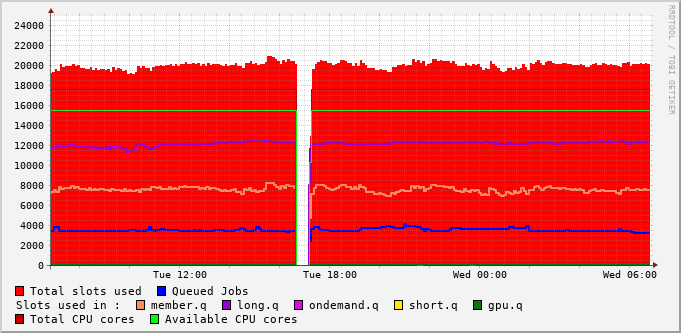 RRDTOOL / TOBI OETIKER
24000
22000
20000
18000
16000
14000
12000
10000
8000
6000
4000
2000
0
Tue 12:00 Tue 18:00 Wed 00:00 Wed 06:00
Total slots used Queued Jobs
Slots used in : member.q long.q ondemand.q short.q gpu.q
Total CPU cores Available CPU cores